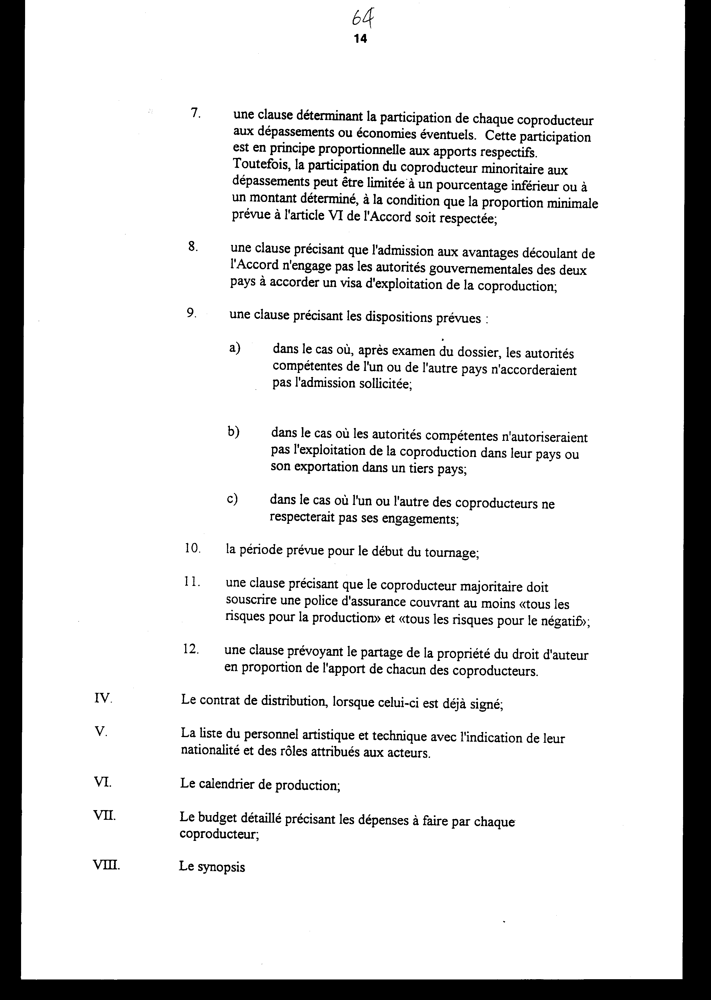 64
14
7. une clause déterminant la participation de chaque coproducteur
aux dépassements ou économies éventuels. Cette participation
est en principe proportionnelle aux apports respectifs.
Toutefois, la participation du coproducteur minoritaire aux
dépassements peut être limitée à un pourcentage inférieur ou à
un montant déterminé, à la condition que la proportion minimale
prévue à l'article VI de l'Accord soit respectée;
8. une clause précisant que l'admission aux avantages découlant de
l'Accord n'engage pas les autorités gouvernementales des deux
pays à accorder un visa d'exploitation de la coproduction;
9. une clause précisant les dispositions prévues :
a) dans le cas où, après examen du dossier, les autorités
compétentes de l'un ou de l'autre pays n'accorderaient
pas l'admission sollicitée;
b) dans le cas où les autorités compétentes n'autoriseraient
pas l'exploitation de la coproduction dans leur pays ou
son exportation dans un tiers pays;
c) dans le cas où l'un ou l'autre des coproducteurs ne
respecterait pas ses engagements;
10. la période prévue pour le début du tournage;
11. une clause précisant que le coproducteur majoritaire doit
souscrire une police d'assurance couvrant au moins «tous les
risques pour la production» et «tous les risques pour le négatif»;
12. une clause prévoyant le partage de la propriété du droit d'auteur
en proportion de l'apport de chacun des coproducteurs.
IV. Le contrat de distribution, lorsque celui-ci est déjà signé;
V. La liste du personnel artistique et technique avec l'indication de leur
nationalité et des rôles attribués aux acteurs.
VI. Le calendrier de production;
VII. Le budget détaillé précisant les dépenses à faire par chaque
coproducteur;
VIII. Le synopsis